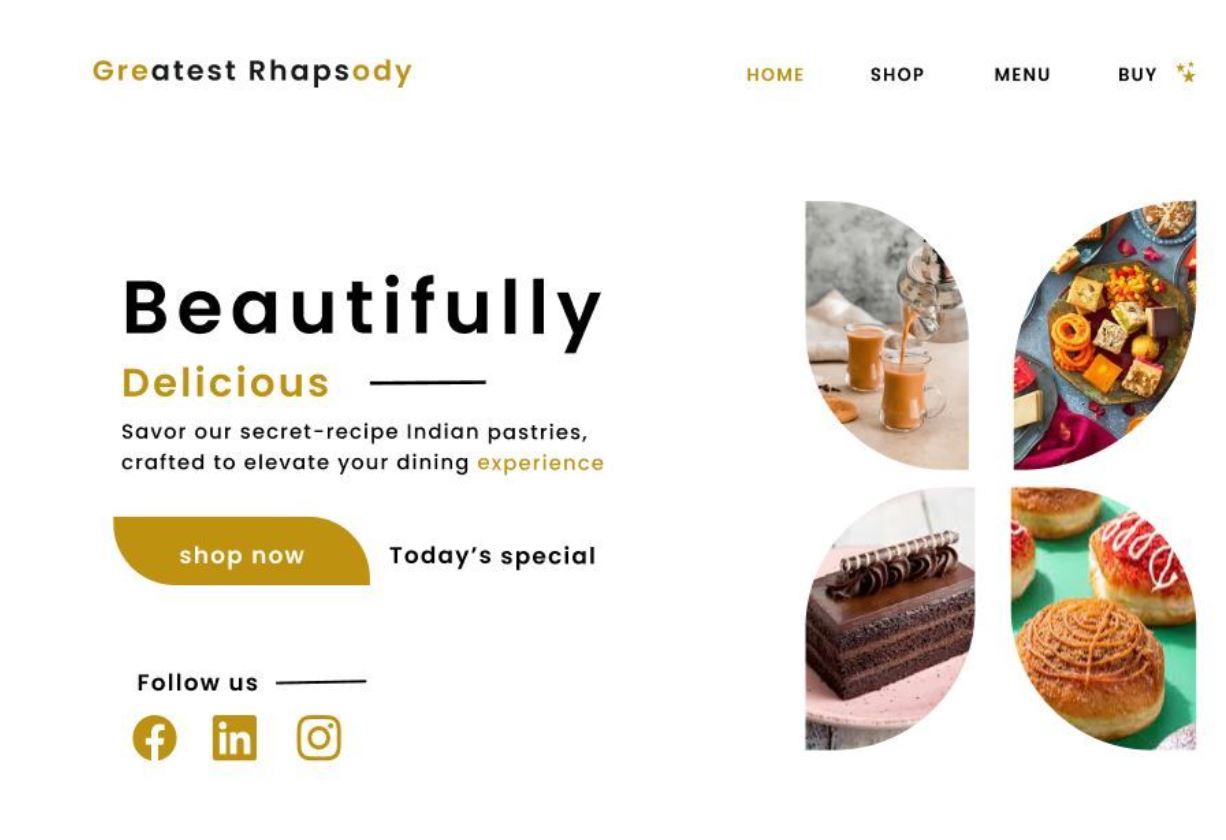 Greatest Rhapsody
HOME SHOP MENU BUY
Beautifully
Delicious
Savor our secret-recipe Indian pastries,
crafted to elevate your dining experience
shop now Today's special
Follow us
in